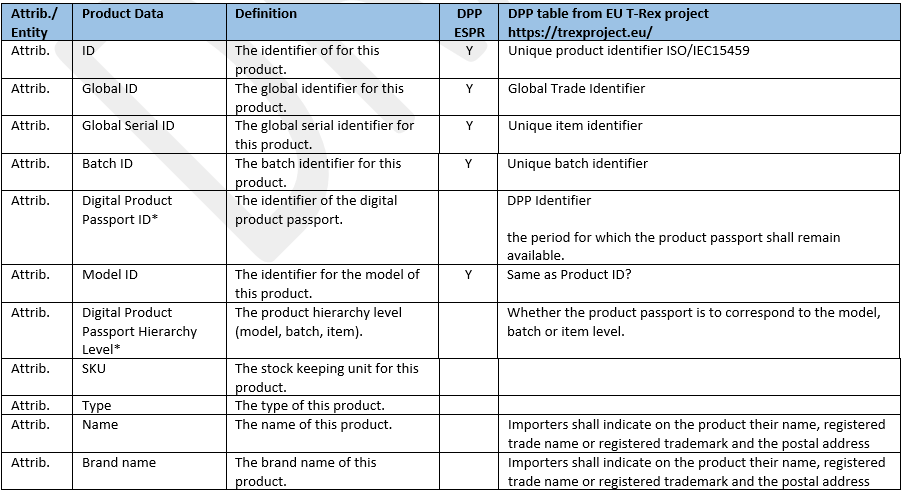 Attrib./ Product Data Definition DPP DPP table from EU T-Rex project
Entity ESPR https://trexproject.eu/
Attrib. ID The identifier of for this Y Unique product identifier ISO/IEC15459
product.
Attrib. Global ID The global identifier for this Y Global Trade Identifier
product.
Attrib. Global Serial ID The global serial identifier for Y Unique item identifier
this product.
Attrib. Batch ID The batch identifier for this Y Unique batch identifier
product.
Attrib. Digital Product The identifier of the digital DPP Identifier
Passport ID* product passport.
the period for which the product passport shall remain
available.
Attrib. Model ID The identifier for the model of Y Same as Product ID?
this product.
Attrib. Digital Product The product hierarchy level Whether the product passport is to correspond to the model,
Passport Hierarchy (model, batch, item). batch or item level.
Level*
Attrib. SKU The stock keeping unit for this
product.
Attrib. Type The type of this product.
Attrib. Name The name of this product. Importers shall indicate on the product their name, registered
trade name or registered trademark and the postal address
Attrib. Brand name The brand name of this Importers shall indicate on the product their name, registered
product. trade name or registered trademark and the postal address